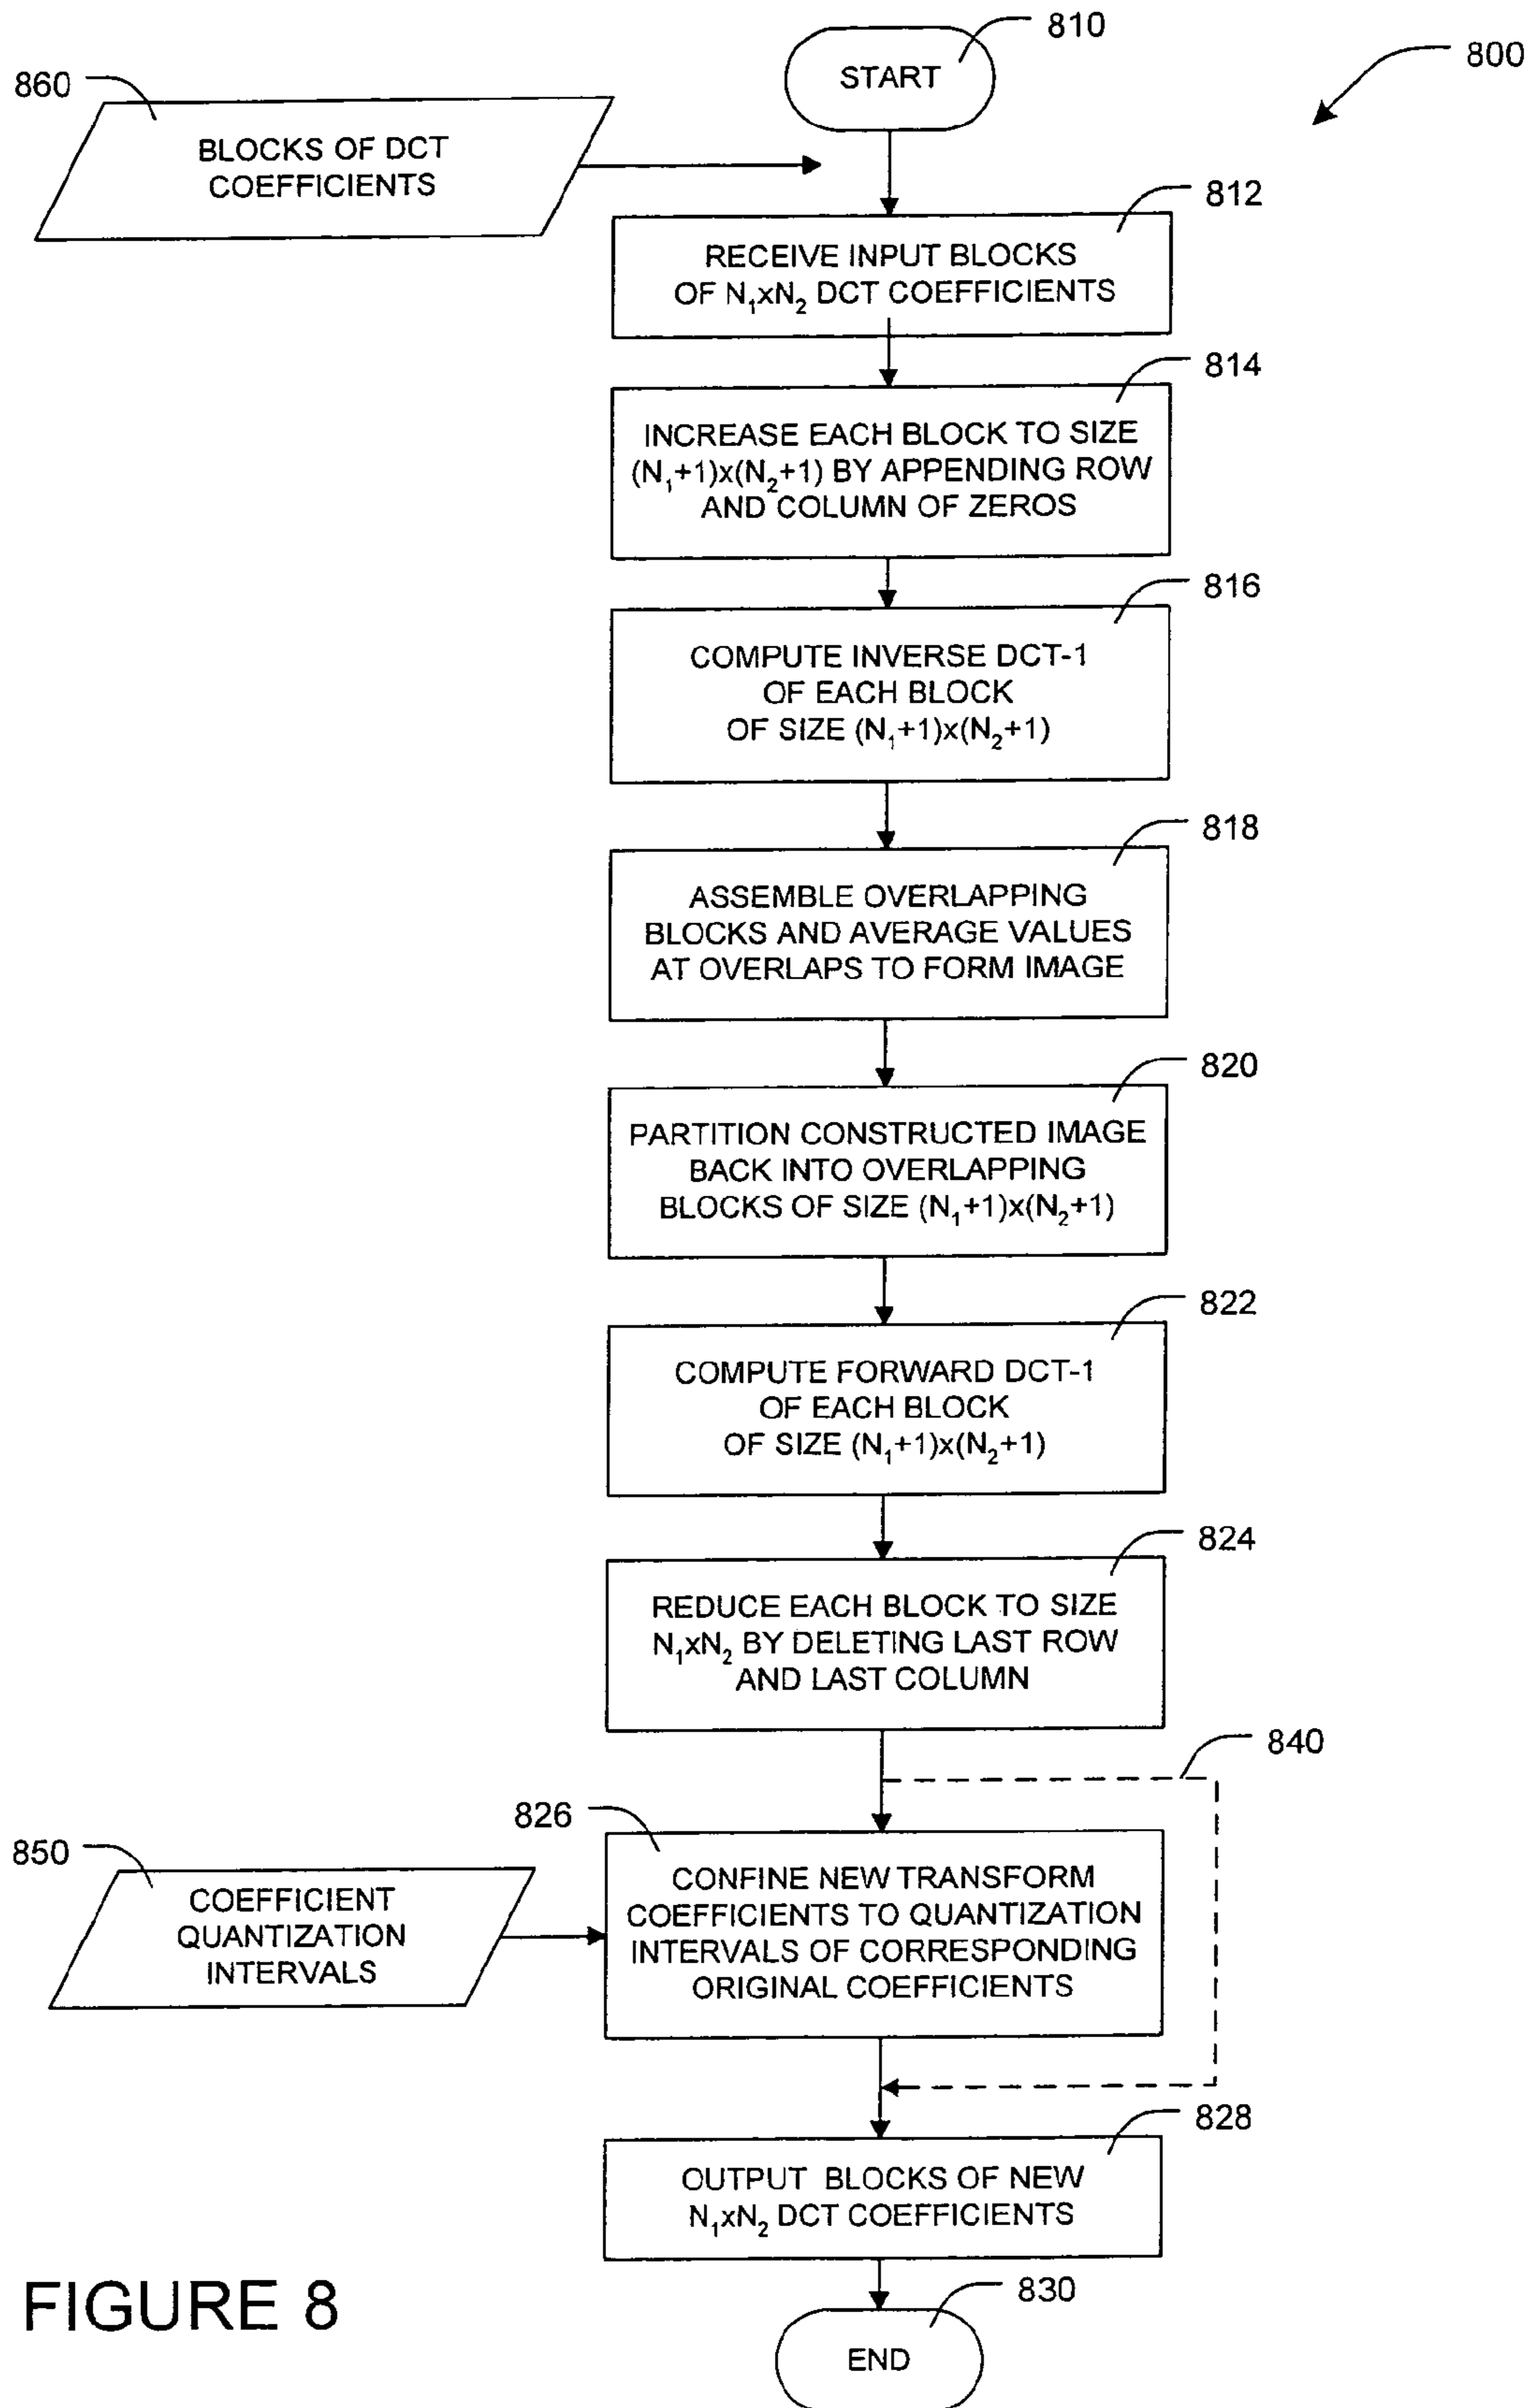 810
800
START
860
BLOCKS OF DCT
COEFFICIENTS
812
RECEIVE INPUT BLOCKS
OF N₁xN₂ DCT COEFFICIENTS
814
INCREASE EACH BLOCK TO SIZE
(N₁+1)x(N₂+1) BY APPENDING ROW
AND COLUMN OF ZEROS
816
COMPUTE INVERSE DCT-1
OF EACH BLOCK
OF SIZE (N₁+1)x(N₂+1)
818
ASSEMBLE OVERLAPPING
BLOCKS AND AVERAGE VALUES
AT OVERLAPS TO FORM IMAGE
820
PARTITION CONSTRUCTED IMAGE
BACK INTO OVERLAPPING
BLOCKS OF SIZE (N₁+1)x(N₂+1)
822
COMPUTE FORWARD DCT-1
OF EACH BLOCK
OF SIZE (N₁+1)x(N₂+1)
824
REDUCE EACH BLOCK TO SIZE
N₁xN₂ BY DELETING LAST ROW
AND LAST COLUMN
840
826
850
COEFFICIENT
QUANTIZATION
INTERVALS
CONFINE NEW TRANSFORM
COEFFICIENTS TO QUANTIZATION
INTERVALS OF CORRESPONDING
ORIGINAL COEFFICIENTS
828
OUTPUT BLOCKS OF NEW
N₁xN₂ DCT COEFFICIENTS
830
END
FIGURE 8